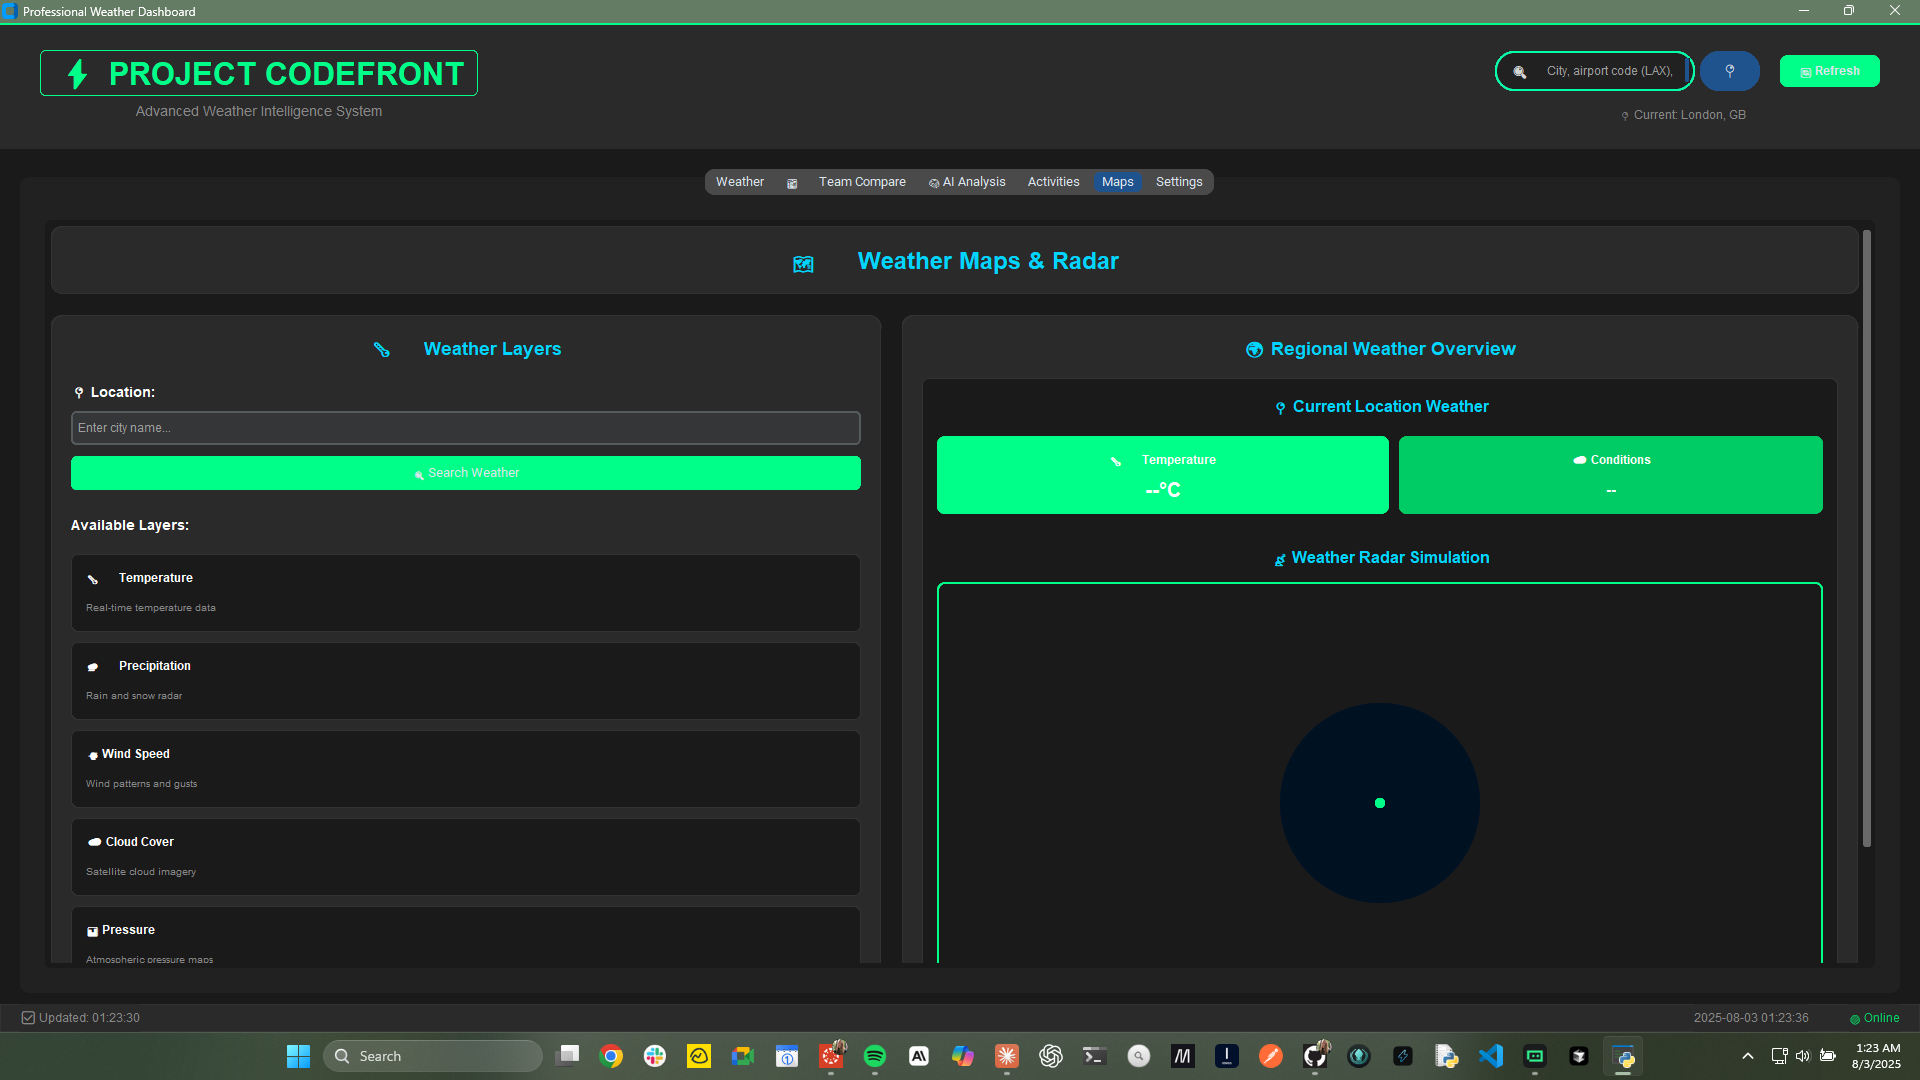 Professional Weather Dashboard
PROJECT CODEFRONT
Advanced Weather Intelligence System
City, airport code (LAX),
Refresh
Current: London, GB
Weather
Team Compare
AI Analysis
Activities
Maps
Settings
Weather Maps & Radar
Weather Layers
Location:
Enter city name...
Search Weather
Available Layers:
Temperature
Real-time temperature data
Precipitation
Rain and snow radar
Wind Speed
Wind patterns and gusts
Cloud Cover
Satellite cloud imagery
Pressure
Atmospheric pressure maps
Regional Weather Overview
Current Location Weather
Temperature
--°C
Conditions
--
Weather Radar Simulation
Updated: 01:23:30
2025-08-03 01:23:36
Online
Search
1:23 AM
8/3/2025